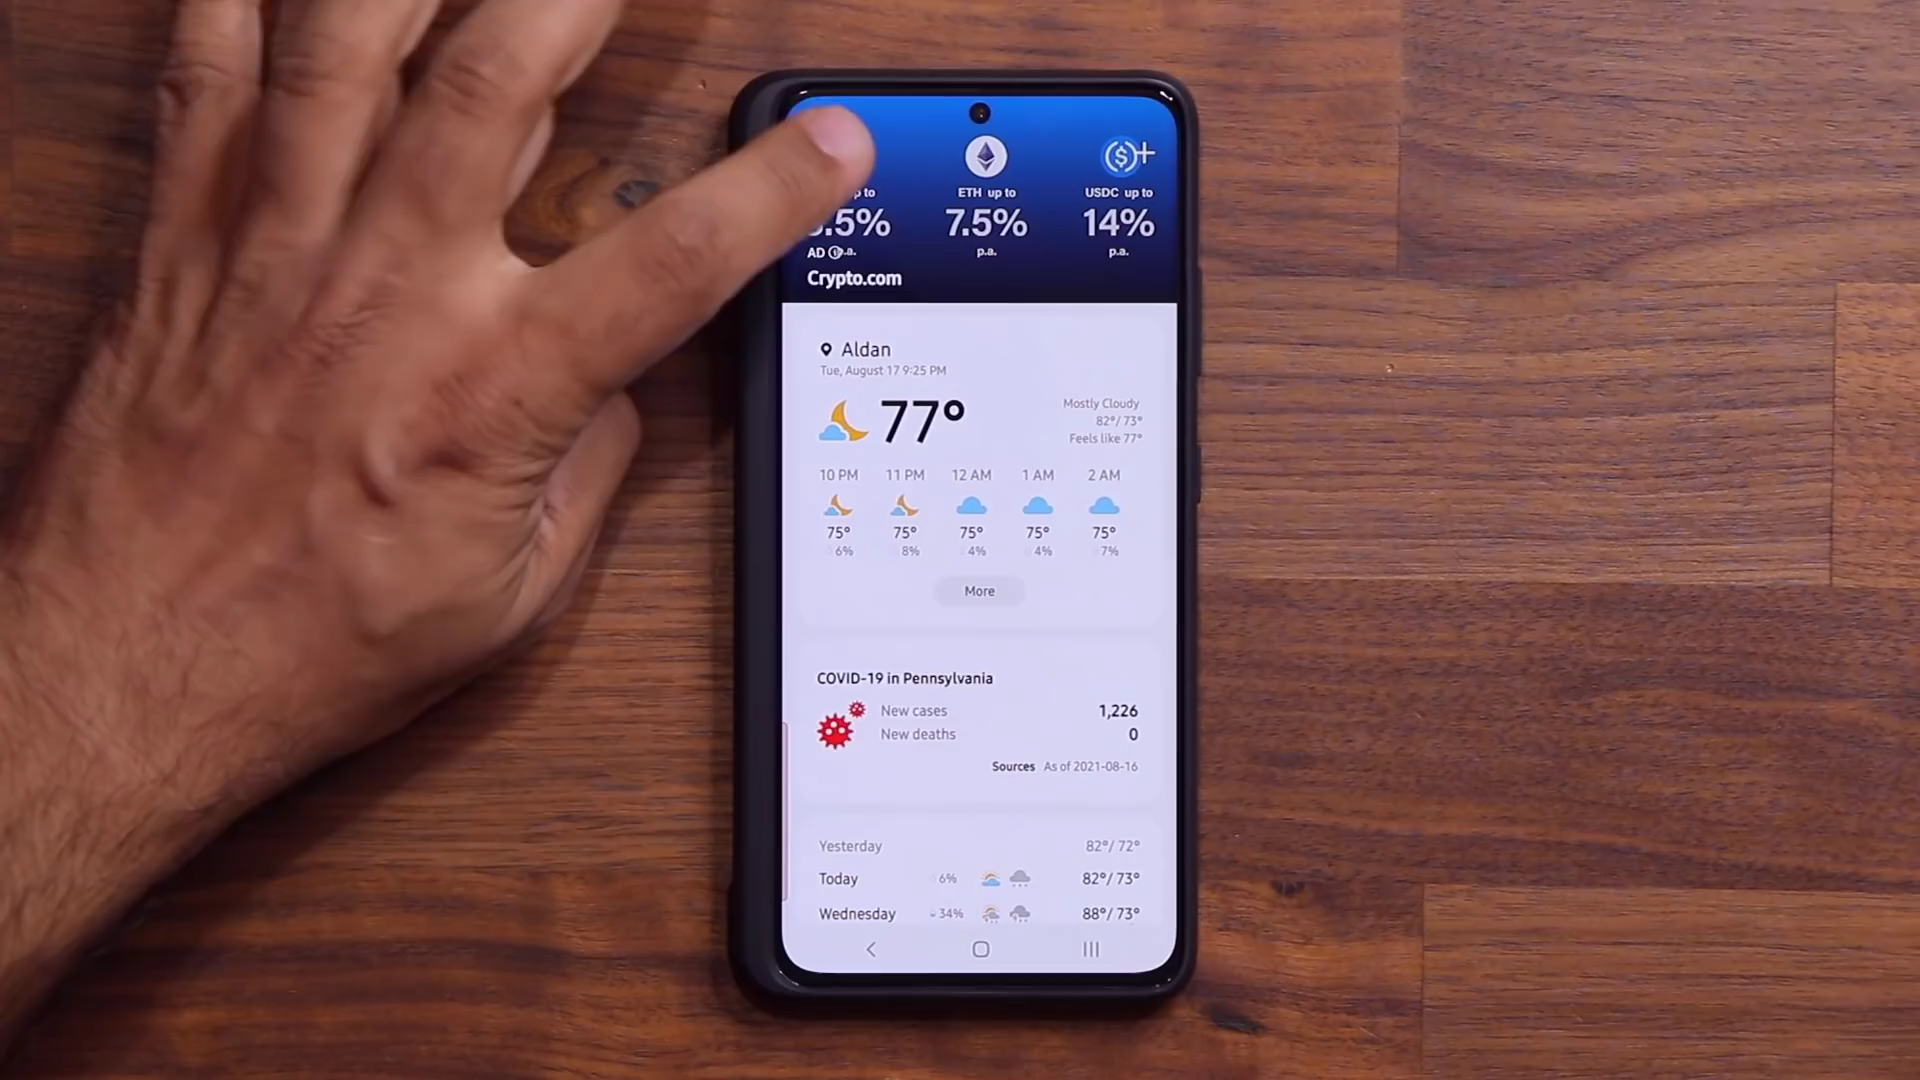 ETH up to
USDC up to
7.5%
14%
AD p.a.
p.a.
p.a.
Crypto.com
Aldan
Tue, August 17 9:25 PM
77°
Mostly Cloudy
82°/ 73°
Feels like 77°
10 PM 11 PM 12 AM 1 AM 2 AM
75° 75° 75° 75° 75°
6% 8% 4% 4% 7%
More
COVID-19 in Pennsylvania
New cases 1,226
New deaths 0
Sources As of 2021-08-16
Yesterday 82°/ 72°
Today 6% 82°/ 73°
Wednesday 34% 88°/ 73°